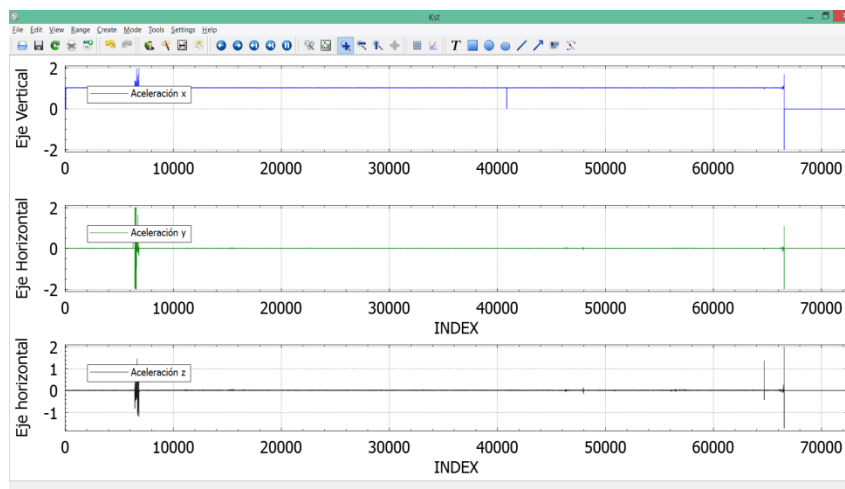 Kst
File Edit View Range Create Mode Tools Settings Help
T
Eje Vertical
2
0
-2
Aceleración x
0 10000 20000 30000 40000 50000 60000 70000
Eje Horizontal
2
0
-2
Aceleración y
0 10000 20000 30000 40000 50000 60000 70000
INDEX
Eje horizontal
2
1
0
-1
Aceleración z
0 10000 20000 30000 40000 50000 60000 70000
INDEX